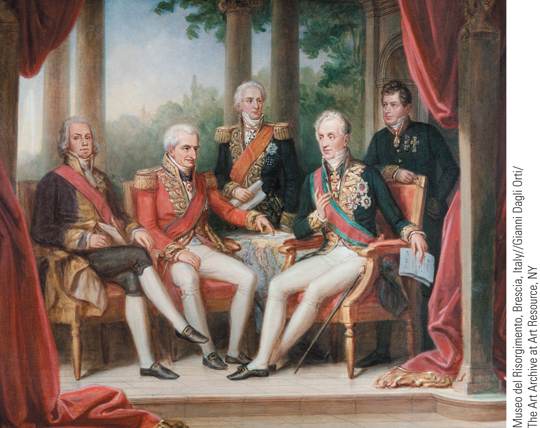 Museo del Risorgimento, Brescia, Italy//Gianni Dagli Orti/
The Art Archive at Art Resource, NY